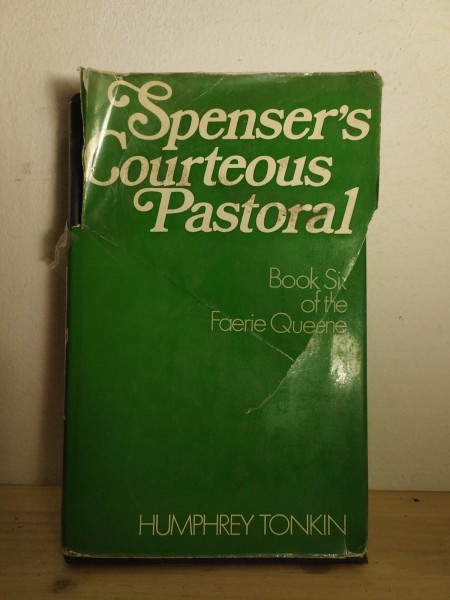 Spenser's
Courteous
Pastoral
Book Six
of the
Faerie Queene
HUMPHREY TONKIN